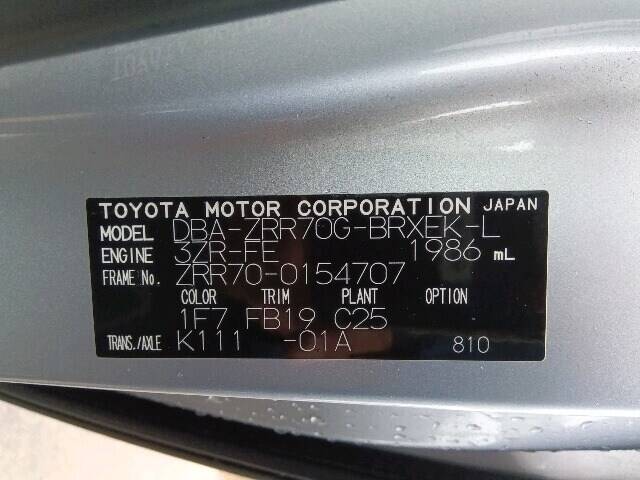 TOYOTA MOTOR CORPORATION JAPAN
MODEL DBA-ZRR70G-BRXEK-L
ENGINE 3ZR-FE 1986 mL
FRAME No. ZRR70-0154707
COLOR TRIM PLANT OPTION
1F7 FB19 C25
TRANS./AXLE K111 -01A 810